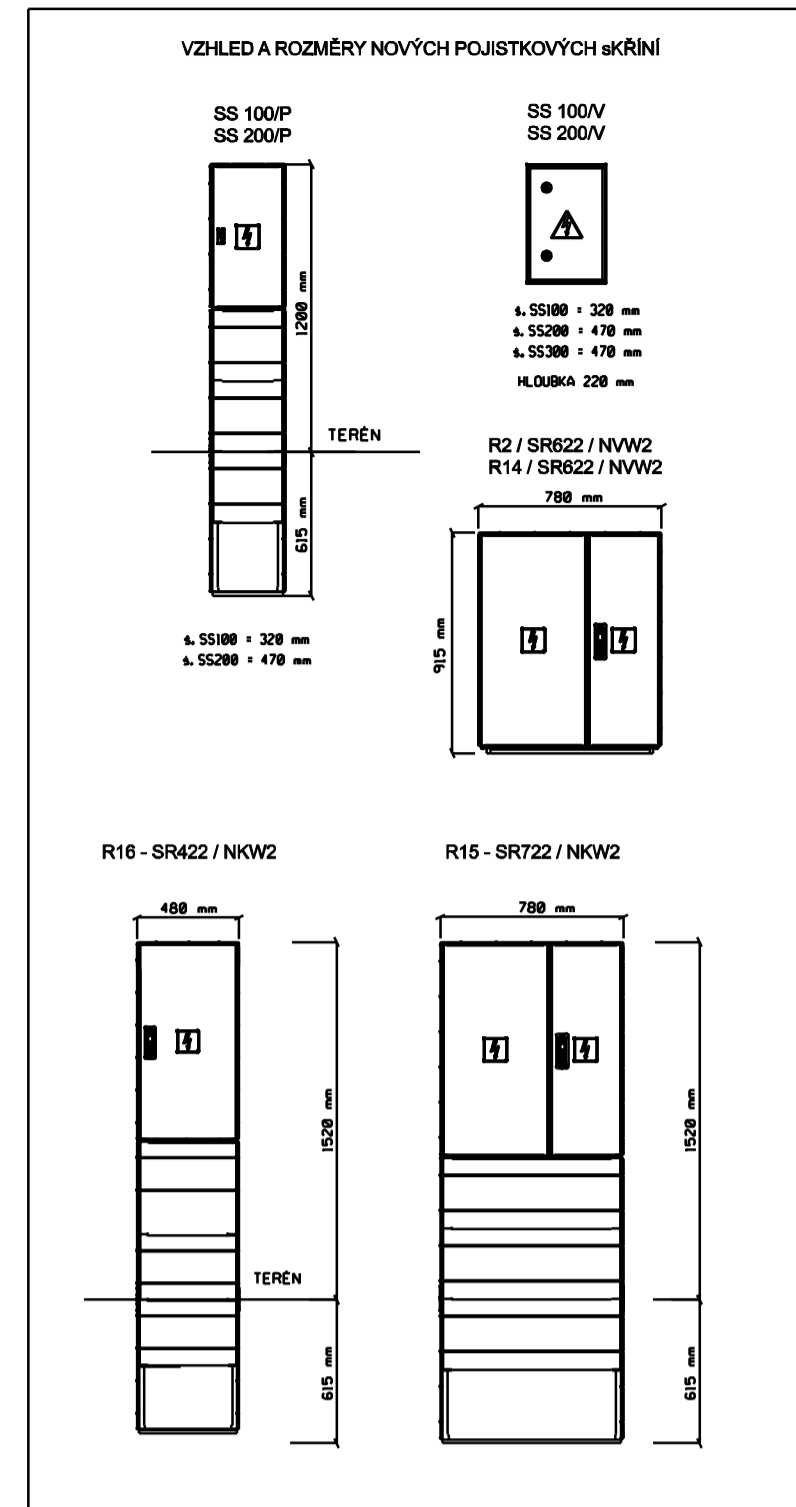 VZHLED A ROZMĚRY NOVÝCH POJISTKOVÝCH sKŘÍNÍ
SS 100/P
SS 200/P
1200 mm
TERÉN
615 mm
š. SS100 = 320 mm
š. SS200 = 470 mm
SS 100/V
SS 200/V
š. SS100 = 320 mm
š. SS200 = 470 mm
š. SS300 = 470 mm
HLOUBKA 220 mm
R2 / SR622 / NVW2
R14 / SR622 / NVW2
780 mm
915 mm
R16 - SR422 / NKW2
480 mm
1520 mm
TERÉN
615 mm
R15 - SR722 / NKW2
780 mm
1520 mm
615 mm